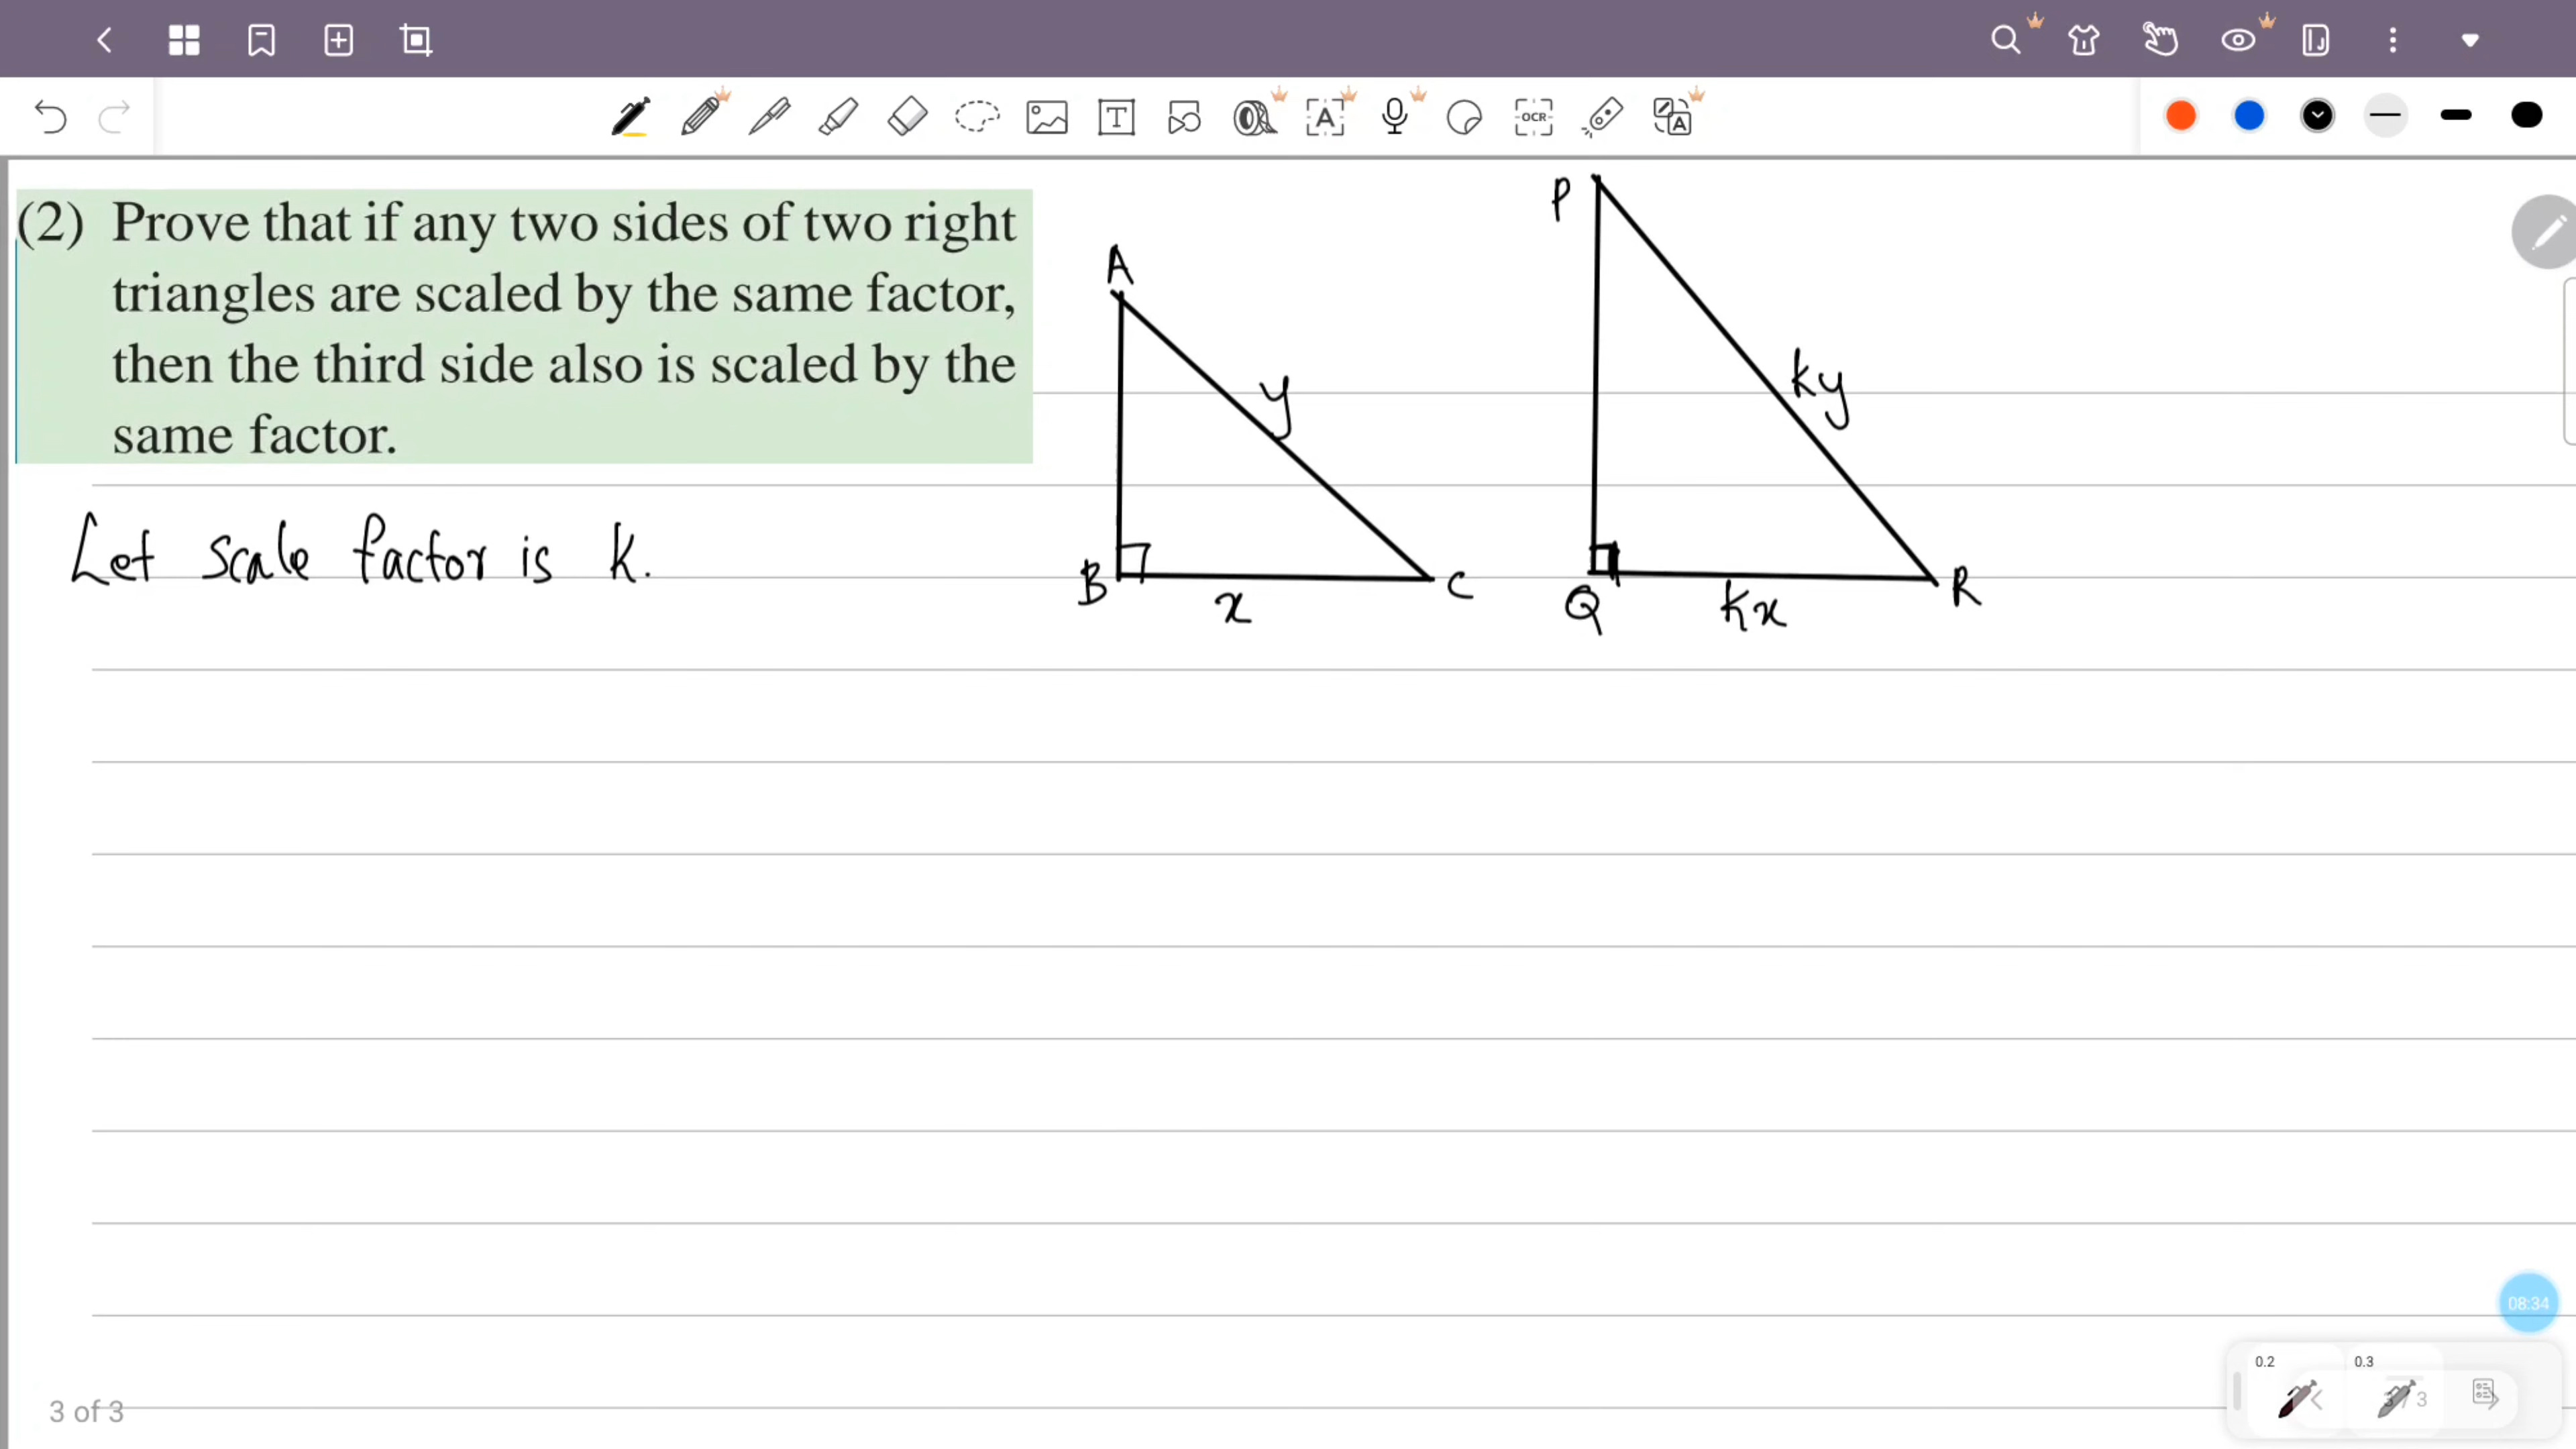 (2) Prove that if any two sides of two right
triangles are scaled by the same factor,
then the third side also is scaled by the
same factor.
Let scale factor is k.
A
y
B
x
C
P
ky
Q
kx
R
3 of 3
08:34
0.2
0.3
OCR